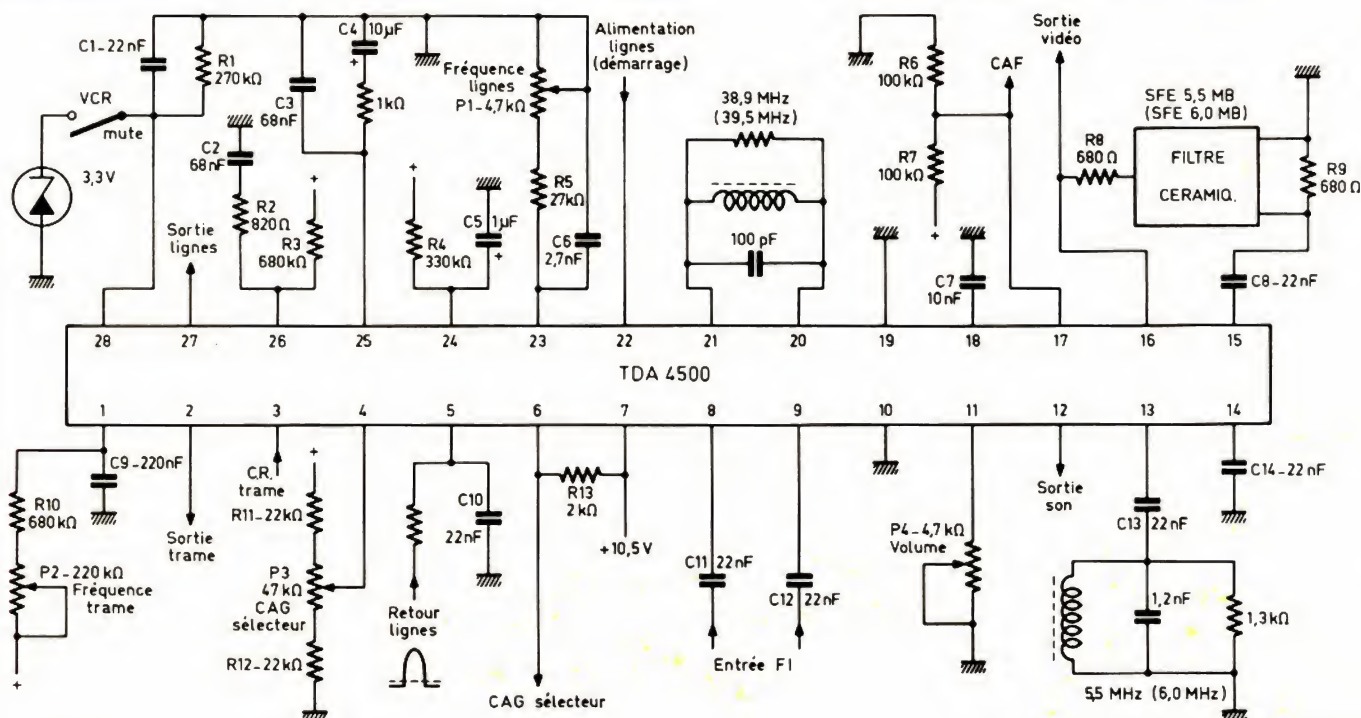 C1-22nF
R1
270kΩ
C4
10µF
+
C3
68nF
1kΩ
VCR
mute
3,3V
C2
68nF
R2
820Ω
R3
680kΩ
+
Sortie
lignes
Fréquence
lignes
P1-4,7kΩ
R4
330kΩ
+
C5
1µF
+
R5
27kΩ
C6
2,7nF
Alimentation
lignes
(démarrage)
38,9 MHz
(39,5 MHz)
100 pF
R6
100kΩ
R7
100kΩ
+
CAF
C7
10nF
Sortie
vidéo
SFE 5,5 MB
(SFE 6,0 MB)
R8
680Ω
FILTRE
CERAMIQ.
R9
680Ω
C8-22nF
28 27 26 25 24 23 22 21 20 19 18 17 16 15
TDA 4500
1 2 3 4 5 6 7 8 9 10 11 12 13 14
C9-220nF
R10
680kΩ
P2-220kΩ
Fréquence
trame
+
Sortie
trame
C.R.
trame
+
R11-22kΩ
P3
47kΩ
CAG
sélecteur
R12-22kΩ
C10
22nF
Retour
lignes
R13
2kΩ
+10,5V
CAG sélecteur
C11 22nF
C12 22nF
Entrée FI
P4-4,7kΩ
Volume
Sortie
son
C13 22nF
C14-22nF
1,2nF
1,3kΩ
5,5 MHz (6,0 MHz)